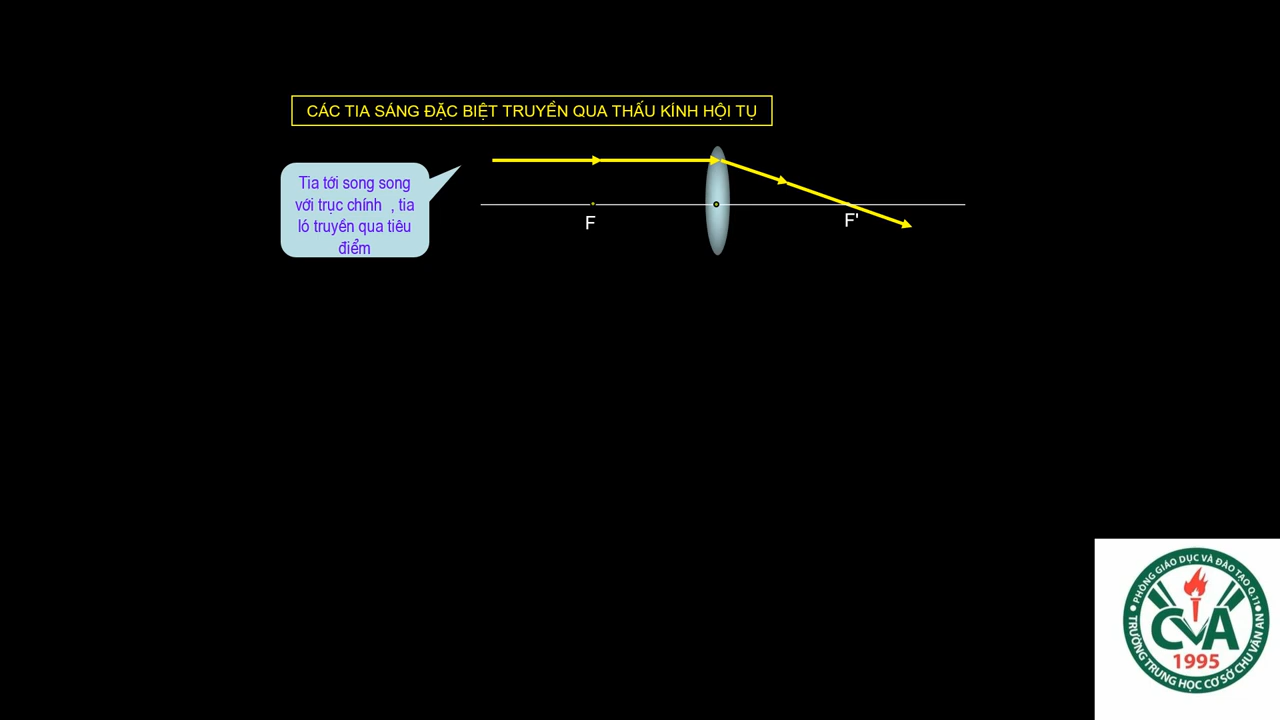 CÁC TIA SÁNG ĐẶC BIỆT TRUYỀN QUA THẤU KÍNH HỘI TỤ
Tia tới song song
với trục chính , tia
ló truyền qua tiêu
điểm
F
F'
PHÒNG GIÁO DỤC VÀ ĐÀO TẠO Q.11
CVA
1995
TRƯỜNG TRUNG HỌC CƠ SỞ CHU VĂN AN